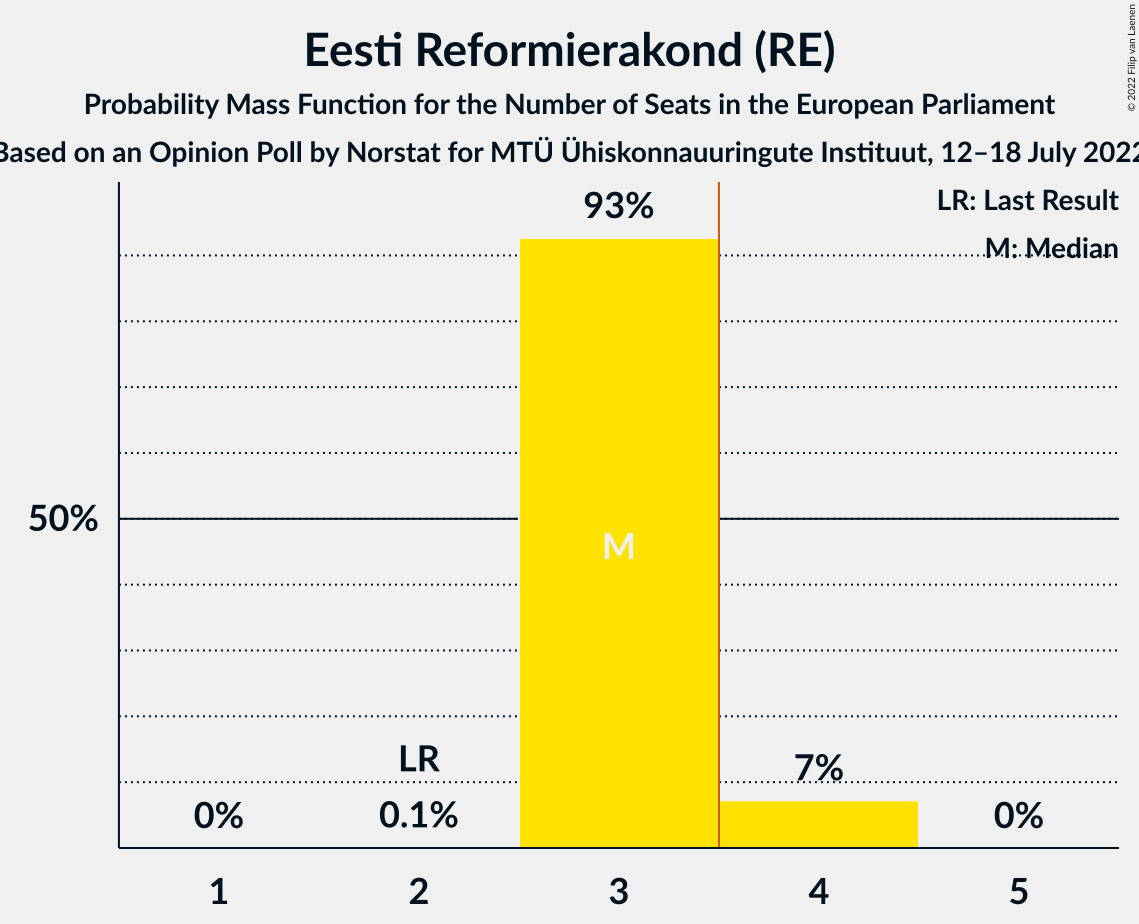 Eesti Reformierakond (RE)
Probability Mass Function for the Number of Seats in the European Parliament
Based on an Opinion Poll by Norstat for MTÜ Ühiskonnauuringute Instituut, 12–18 July 2022
© 2022 Filip van Laenen
LR: Last Result
M: Median
93%
50%
M
LR
7%
0%
0.1%
0%
1
2
3
4
5